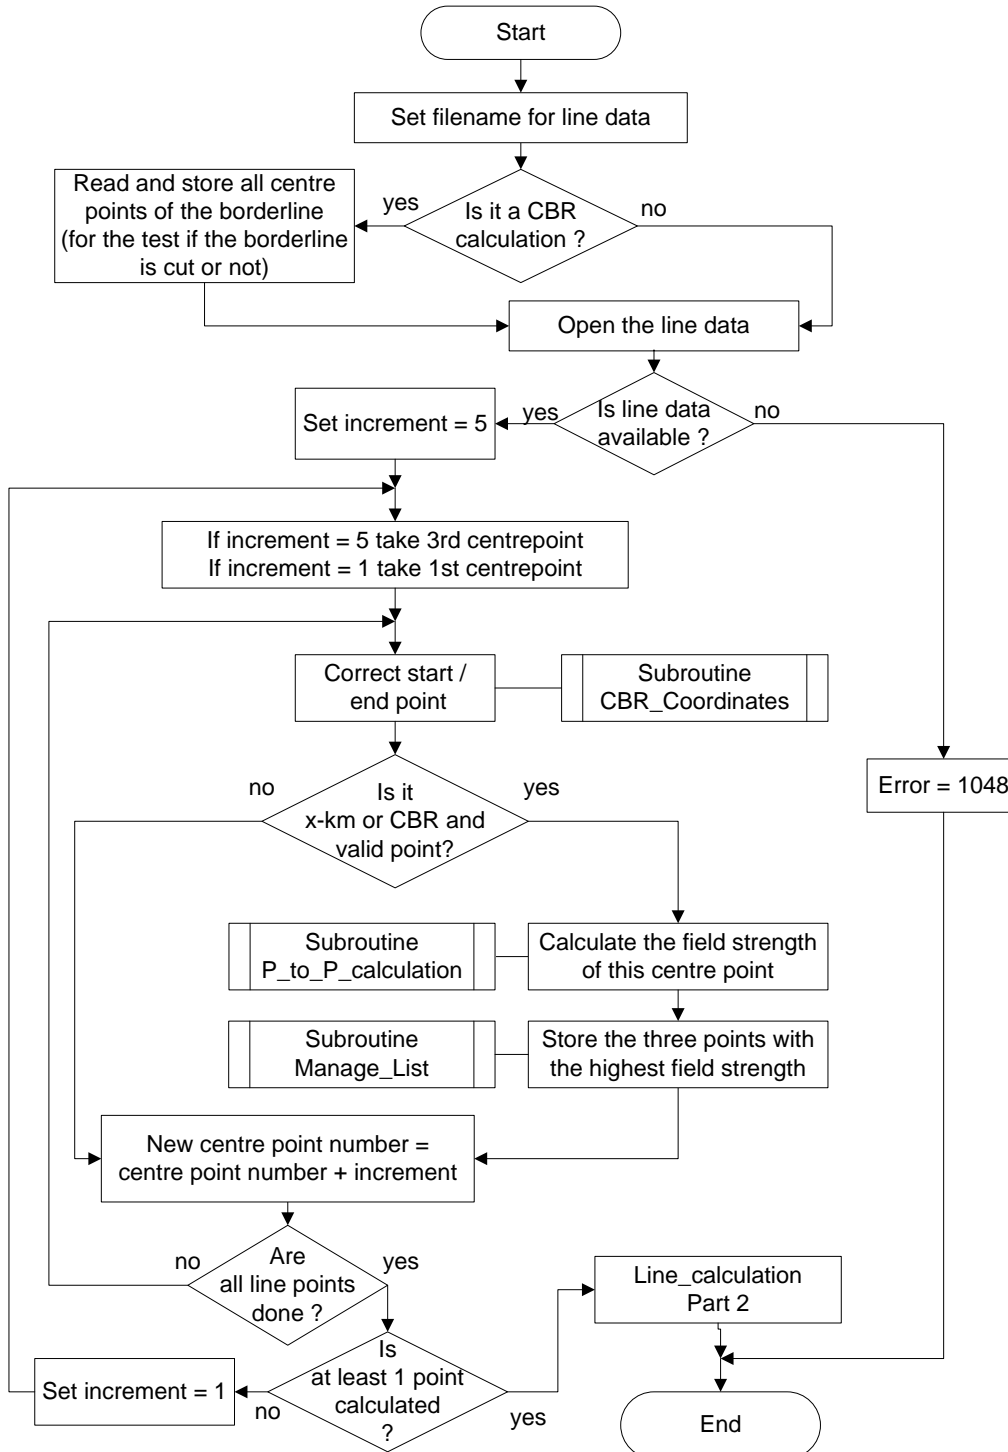 Start
Set filename for line data
Read and store all centre
points of the borderline
(for the test if the borderline
is cut or not)
yes
Is it a CBR
calculation ?
no
Open the line data
Set increment = 5
yes
Is line data
available ?
no
If increment = 5 take 3rd centrepoint
If increment = 1 take 1st centrepoint
Correct start /
end point
Subroutine
CBR_Coordinates
no
Is it
x-km or CBR and
valid point?
yes
Error = 1048
Subroutine
P_to_P_calculation
Calculate the field strength
of this centre point
Subroutine
Manage_List
Store the three points with
the highest field strength
New centre point number =
centre point number + increment
no
Are
all line points
done ?
yes
Line_calculation
Part 2
Set increment = 1
no
Is
at least 1 point
calculated
?
yes
End